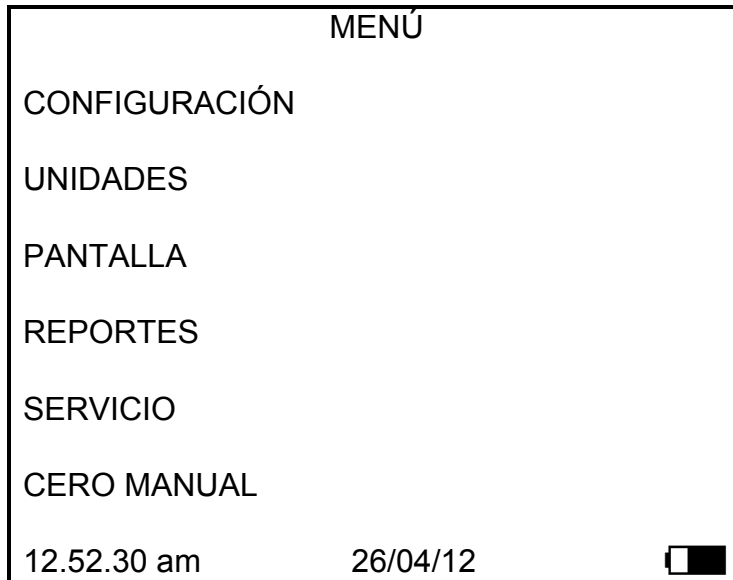 MENÚ
CONFIGURACIÓN
UNIDADES
PANTALLA
REPORTES
SERVICIO
CERO MANUAL
12.52.30 am 26/04/12